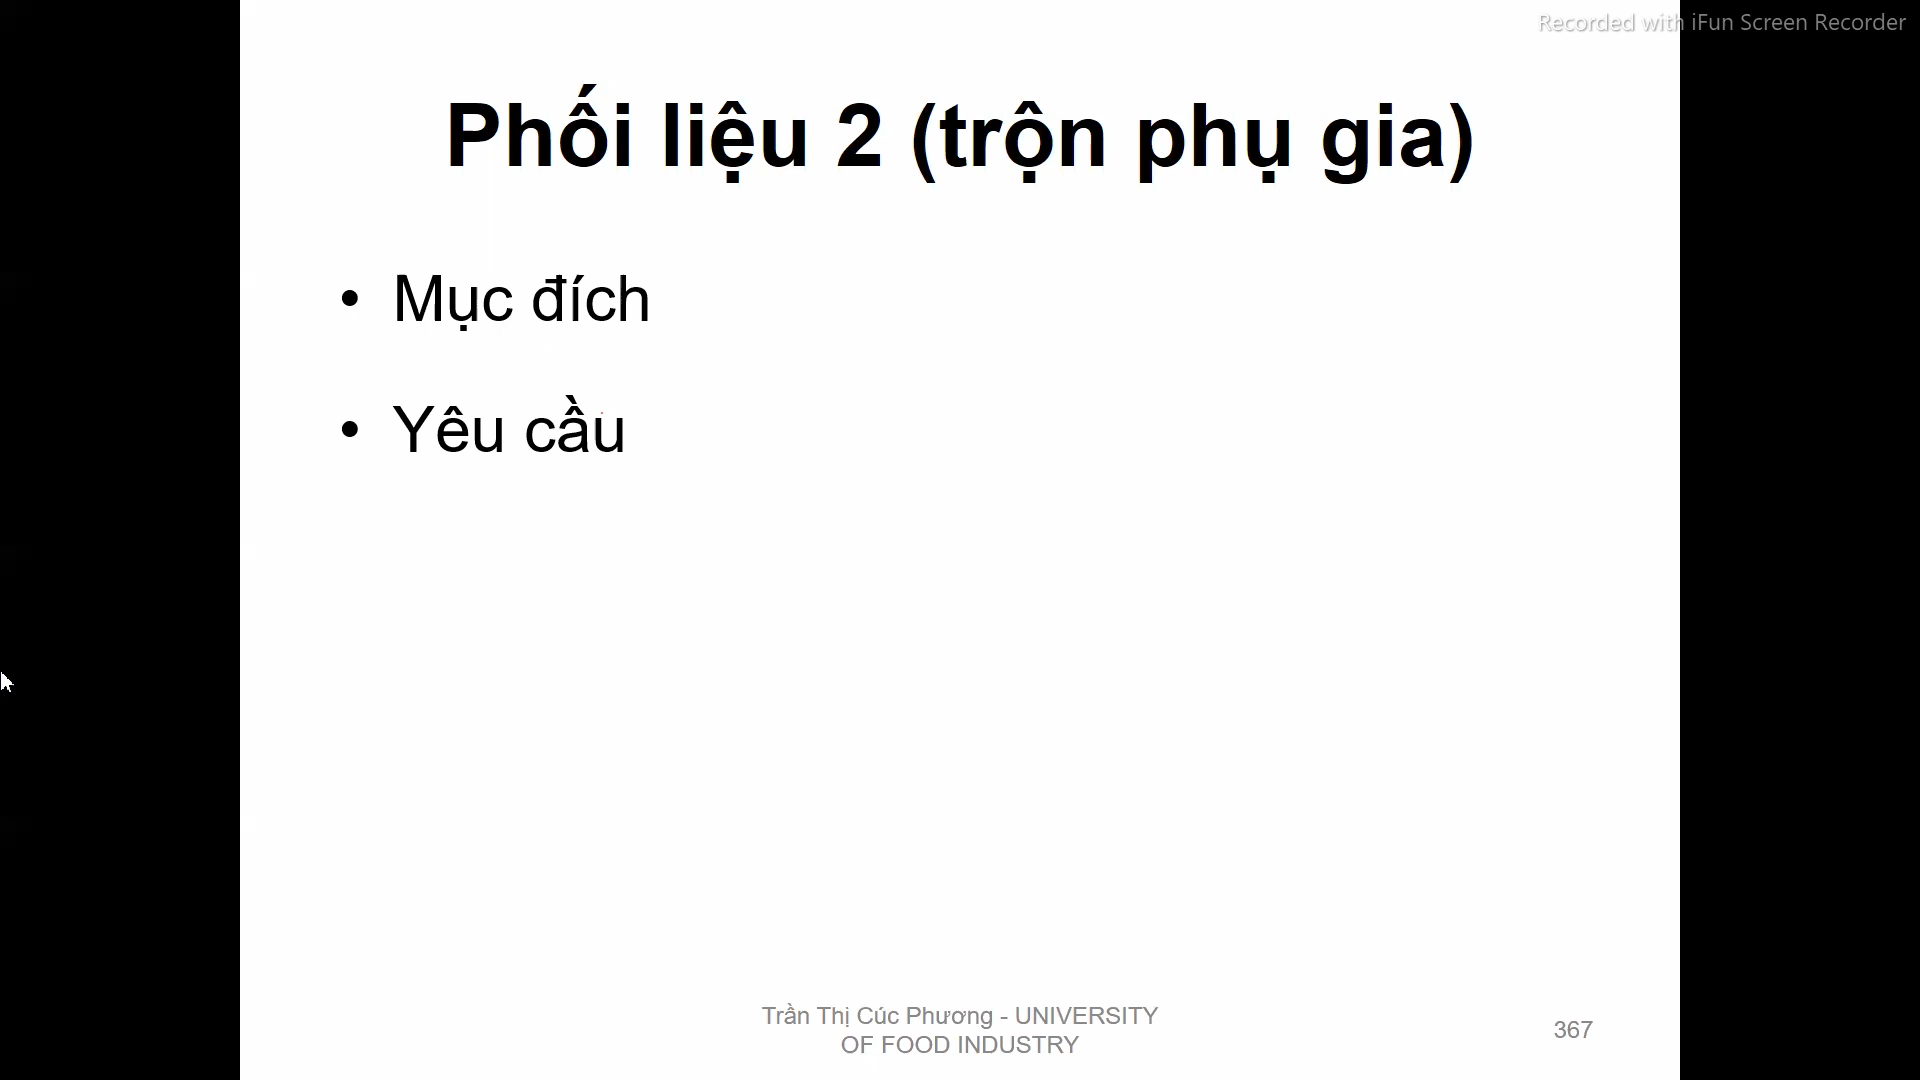 Recorded with iFun Screen Recorder
Phối liệu 2 (trộn phụ gia)
• Mục đích
• Yêu cầu
Trần Thị Cúc Phương - UNIVERSITY
OF FOOD INDUSTRY
367